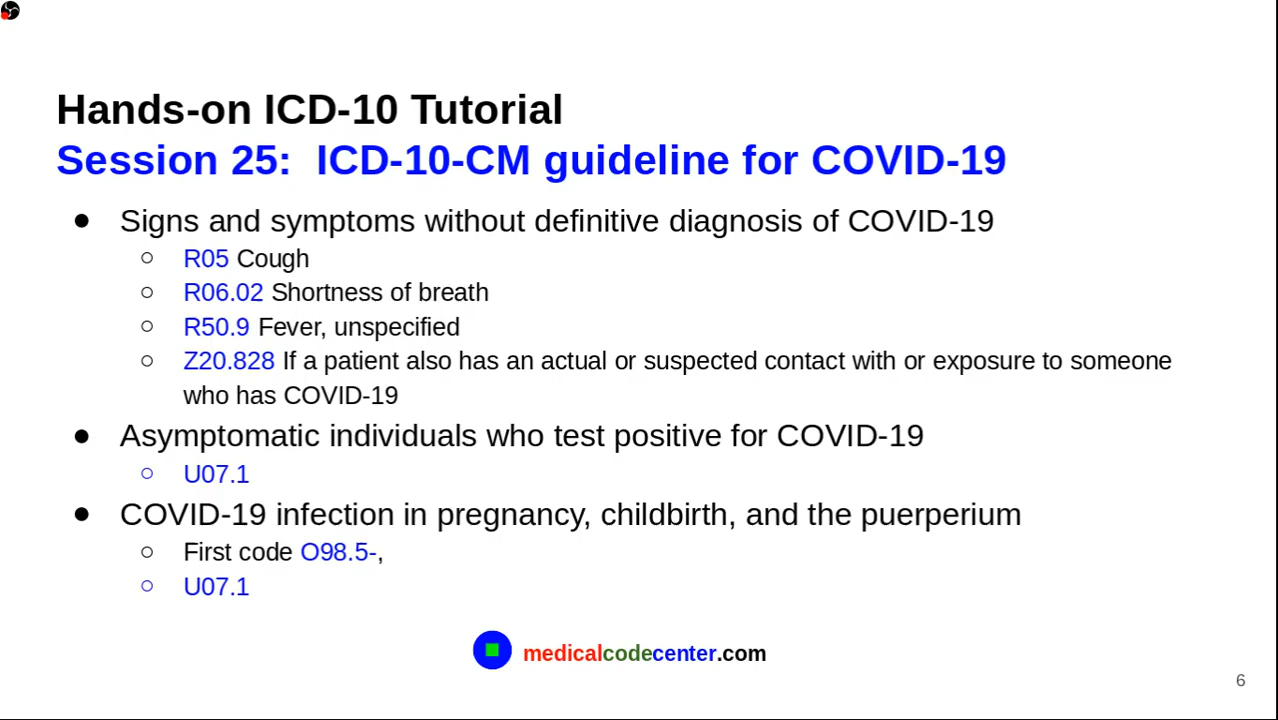 Hands-on ICD-10 Tutorial
Session 25: ICD-10-CM guideline for COVID-19
● Signs and symptoms without definitive diagnosis of COVID-19
○ R05 Cough
○ R06.02 Shortness of breath
○ R50.9 Fever, unspecified
○ Z20.828 If a patient also has an actual or suspected contact with or exposure to someone
who has COVID-19
● Asymptomatic individuals who test positive for COVID-19
○ U07.1
● COVID-19 infection in pregnancy, childbirth, and the puerperium
○ First code O98.5-,
○ U07.1
medicalcodecenter.com
6